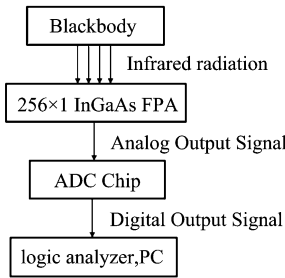 Blackbody
Infrared radiation
256×1 InGaAs FPA
Analog Output Signal
ADC Chip
Digital Output Signal
logic analyzer,PC